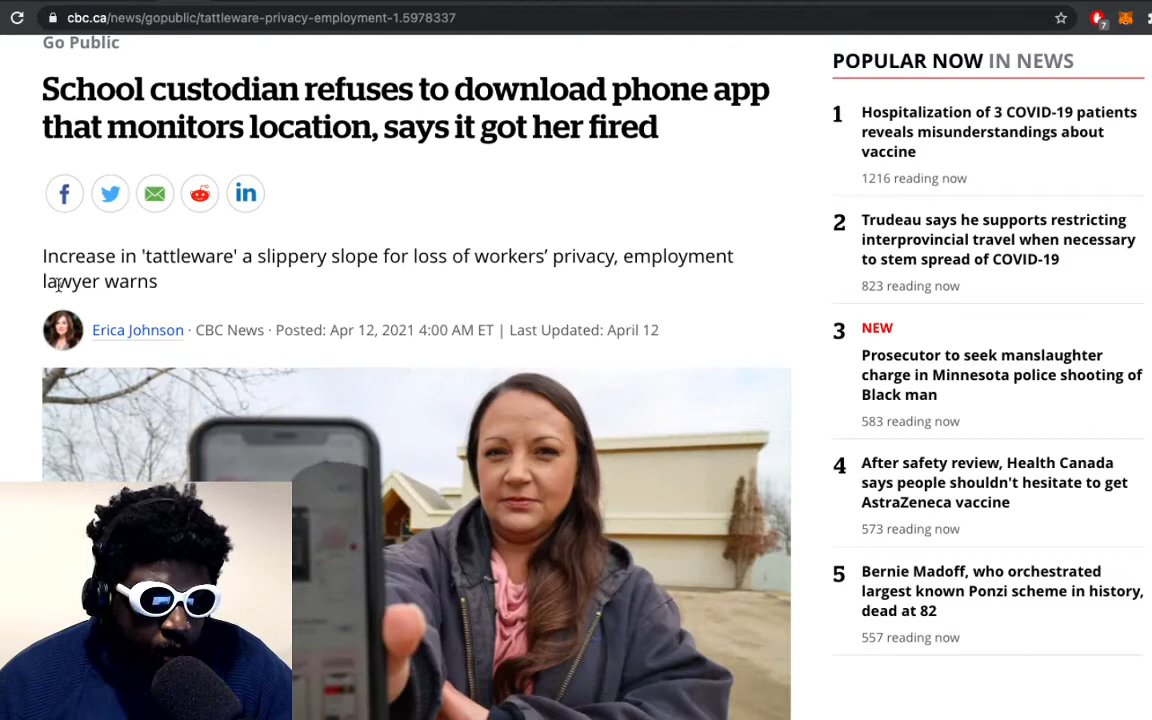 cbc.ca/news/gopublic/tattleware-privacy-employment-1.5978337
7
Go Public
School custodian refuses to download phone app
that monitors location, says it got her fired
Increase in 'tattleware' a slippery slope for loss of workers' privacy, employment
lawyer warns
Erica Johnson · CBC News · Posted: Apr 12, 2021 4:00 AM ET | Last Updated: April 12
POPULAR NOW IN NEWS
1
Hospitalization of 3 COVID-19 patients
reveals misunderstandings about
vaccine
1216 reading now
2
Trudeau says he supports restricting
interprovincial travel when necessary
to stem spread of COVID-19
823 reading now
3
NEW
Prosecutor to seek manslaughter
charge in Minnesota police shooting of
Black man
583 reading now
4
After safety review, Health Canada
says people shouldn't hesitate to get
AstraZeneca vaccine
573 reading now
5
Bernie Madoff, who orchestrated
largest known Ponzi scheme in history,
dead at 82
557 reading now